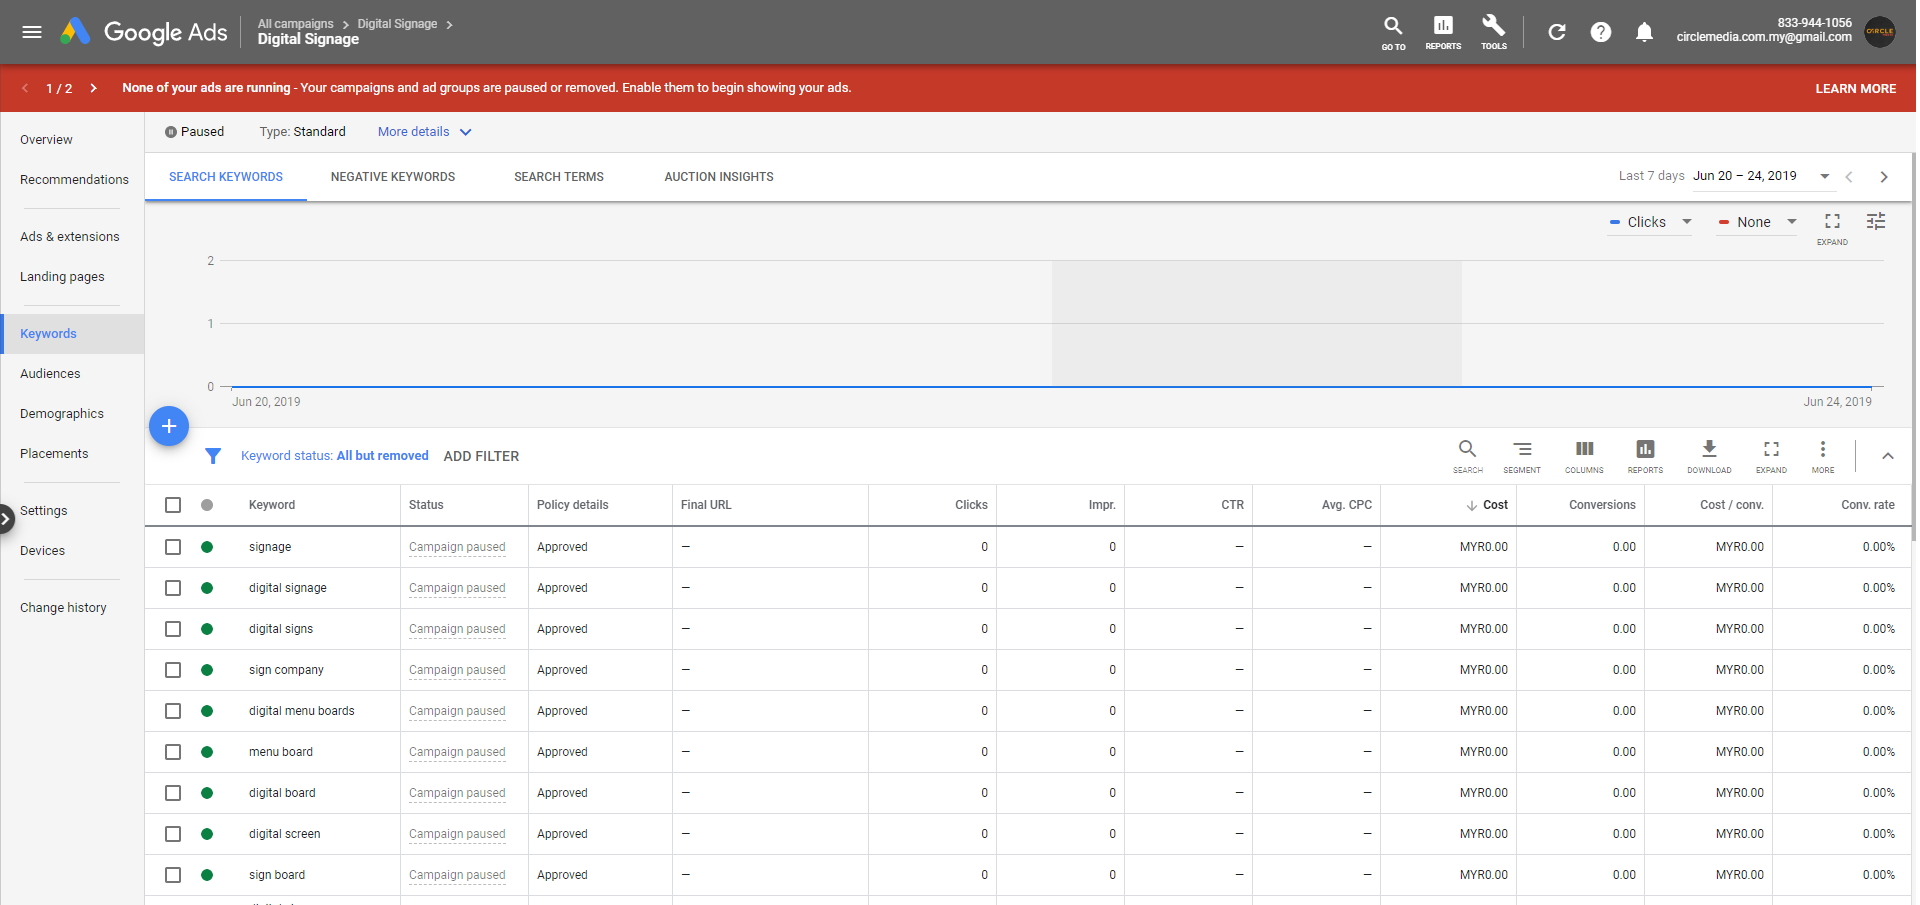 Google Ads
All campaigns > Digital Signage >
Digital Signage
GO TO
REPORTS
TOOLS
833-944-1056
circlemedia.com.my@gmail.com
CIRCLE
1 / 2
None of your ads are running - Your campaigns and ad groups are paused or removed. Enable them to begin showing your ads.
LEARN MORE
Overview
Recommendations
Ads & extensions
Landing pages
Keywords
Audiences
Demographics
Placements
Settings
Devices
Change history
Paused
Type: Standard
More details
SEARCH KEYWORDS
NEGATIVE KEYWORDS
SEARCH TERMS
AUCTION INSIGHTS
Last 7 days
Jun 20 – 24, 2019
Clicks
None
EXPAND
2
1
0
Jun 20, 2019
Jun 24, 2019
Keyword status: All but removed
ADD FILTER
SEARCH
SEGMENT
COLUMNS
REPORTS
DOWNLOAD
EXPAND
MORE
Keyword Status Policy details Final URL Clicks Impr. CTR Avg. CPC Cost Conversions Cost / conv. Conv. rate
signage Campaign paused Approved — 0 0 — — MYR0.00 0.00 MYR0.00 0.00%
digital signage Campaign paused Approved — 0 0 — — MYR0.00 0.00 MYR0.00 0.00%
digital signs Campaign paused Approved — 0 0 — — MYR0.00 0.00 MYR0.00 0.00%
sign company Campaign paused Approved — 0 0 — — MYR0.00 0.00 MYR0.00 0.00%
digital menu boards Campaign paused Approved — 0 0 — — MYR0.00 0.00 MYR0.00 0.00%
menu board Campaign paused Approved — 0 0 — — MYR0.00 0.00 MYR0.00 0.00%
digital board Campaign paused Approved — 0 0 — — MYR0.00 0.00 MYR0.00 0.00%
digital screen Campaign paused Approved — 0 0 — — MYR0.00 0.00 MYR0.00 0.00%
sign board Campaign paused Approved — 0 0 — — MYR0.00 0.00 MYR0.00 0.00%